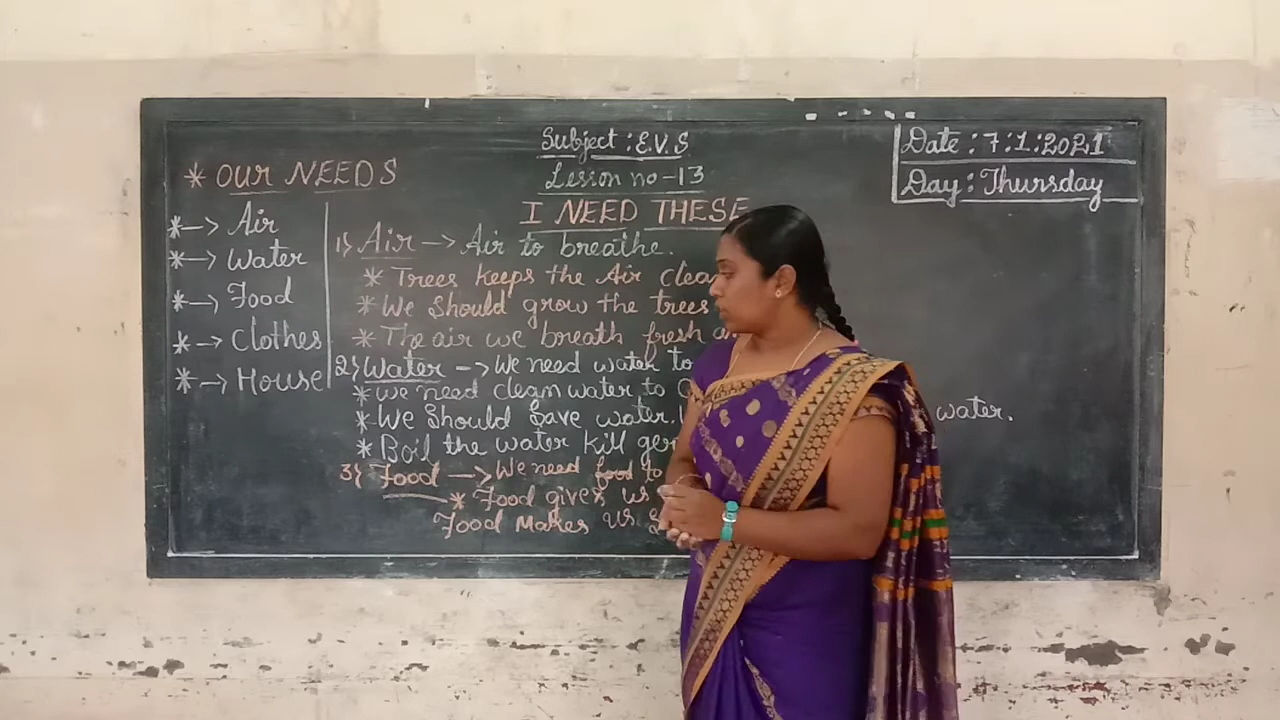 Subject : E.V.S
Lesson no-13
I NEED THESE
Date : 7:1:2021
Day : Thursday
* OUR NEEDS
*-> Air
*-> Water
*-> Food
*-> Clothes
*-> House
1) Air -> Air to breathe.
* Trees keeps the Air
* We Should grow the trees
* The air we breath fresh
2) Water -> We need water to
* we need clean water to
* We Should Save water. water.
* Boil the water kill
3) Food -> We need food to
* Food gives us
Food Makes us